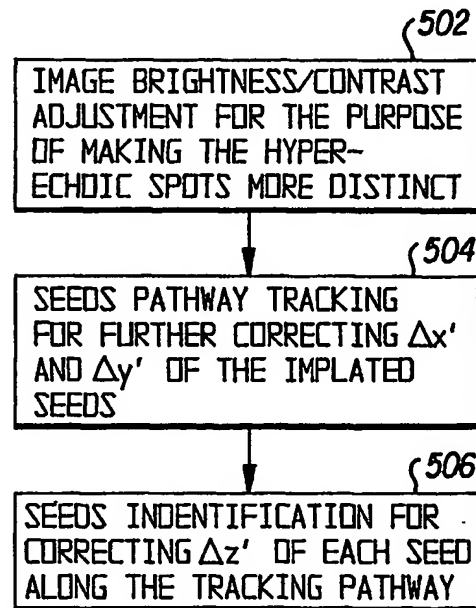 502
IMAGE BRIGHTNESS/CONTRAST
ADJUSTMENT FOR THE PURPOSE
OF MAKING THE HYPER-
ECHOIC SPOTS MORE DISTINCT
504
SEEDS PATHWAY TRACKING
FOR FURTHER CORRECTING Δx'
AND Δy' OF THE IMPLATED
SEEDS
506
SEEDS INDENTIFICATION FOR
CORRECTING Δz' OF EACH SEED
ALONG THE TRACKING PATHWAY